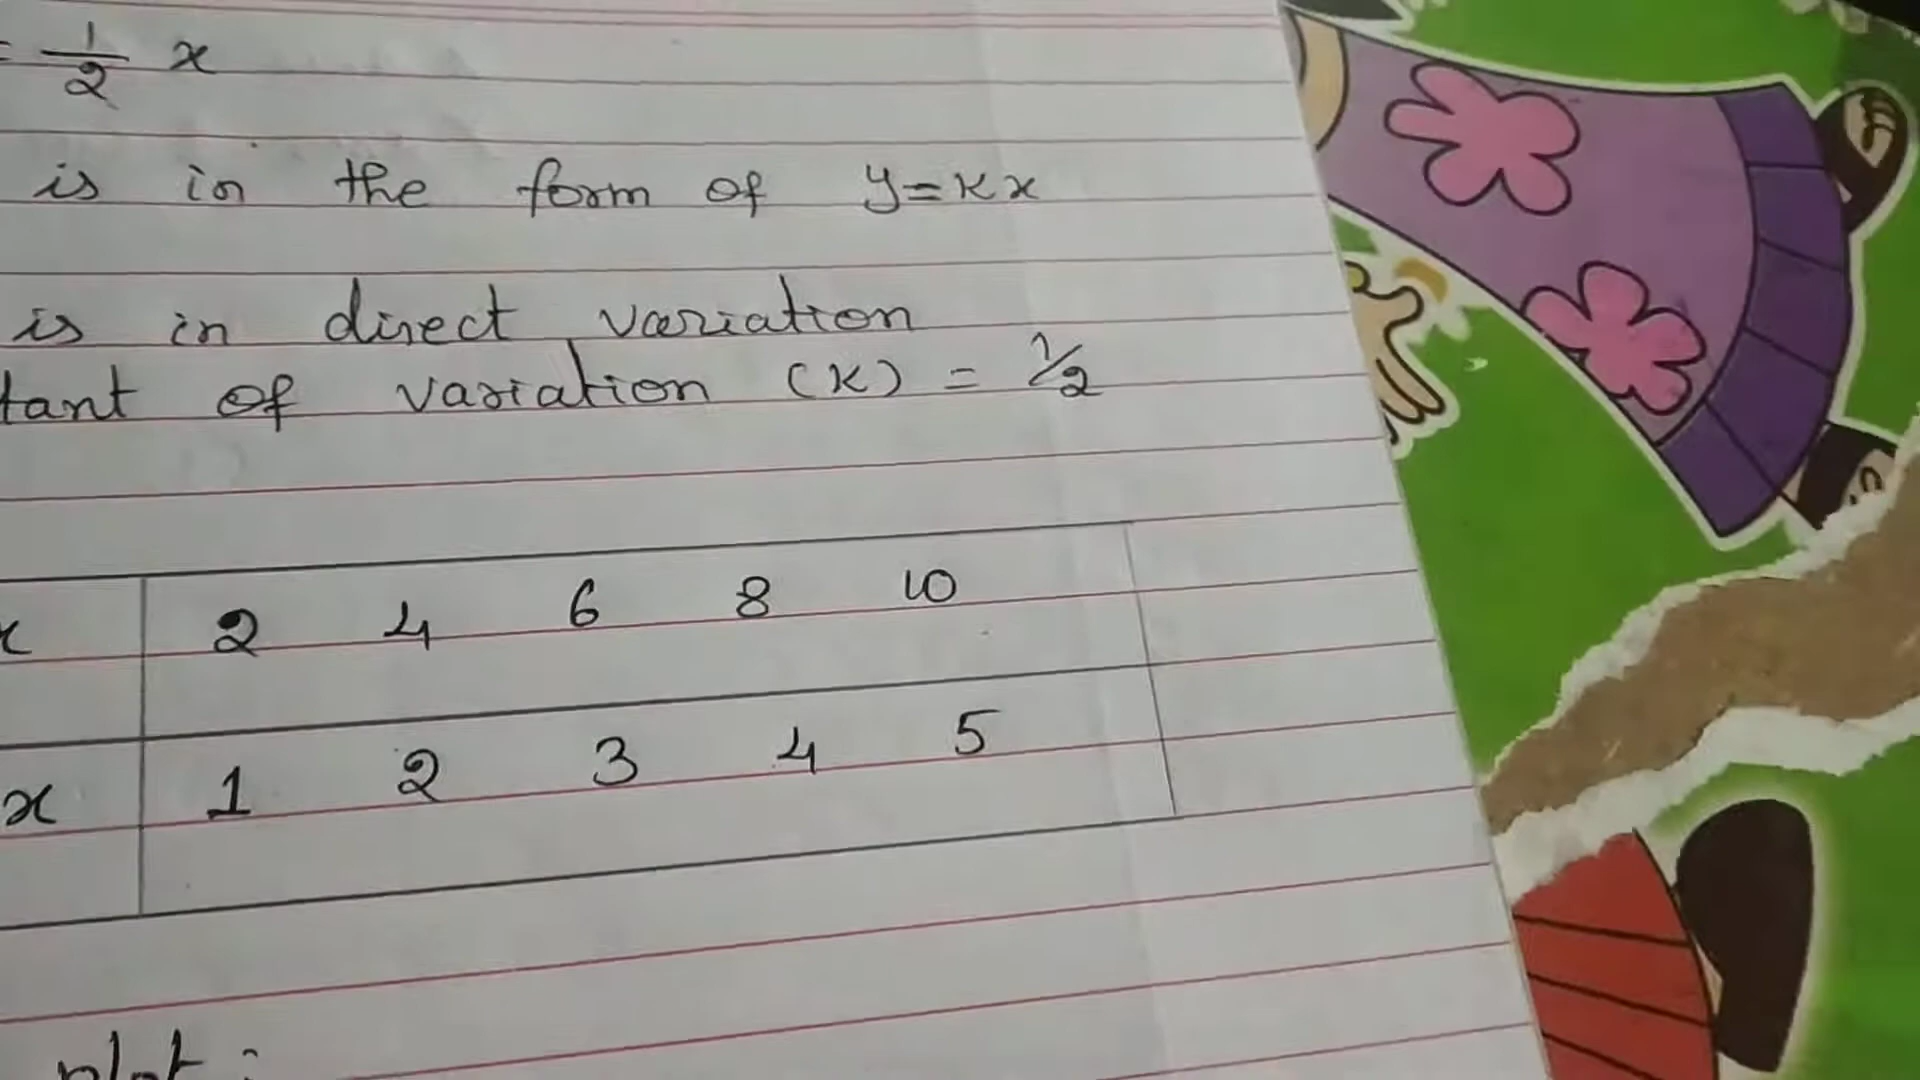 = 1/2 x
is in the form of y=kx
is in direct variation
tant of variation (k) = 1/2
x 2 4 6 8 10
x 1 2 3 4 5
plot :